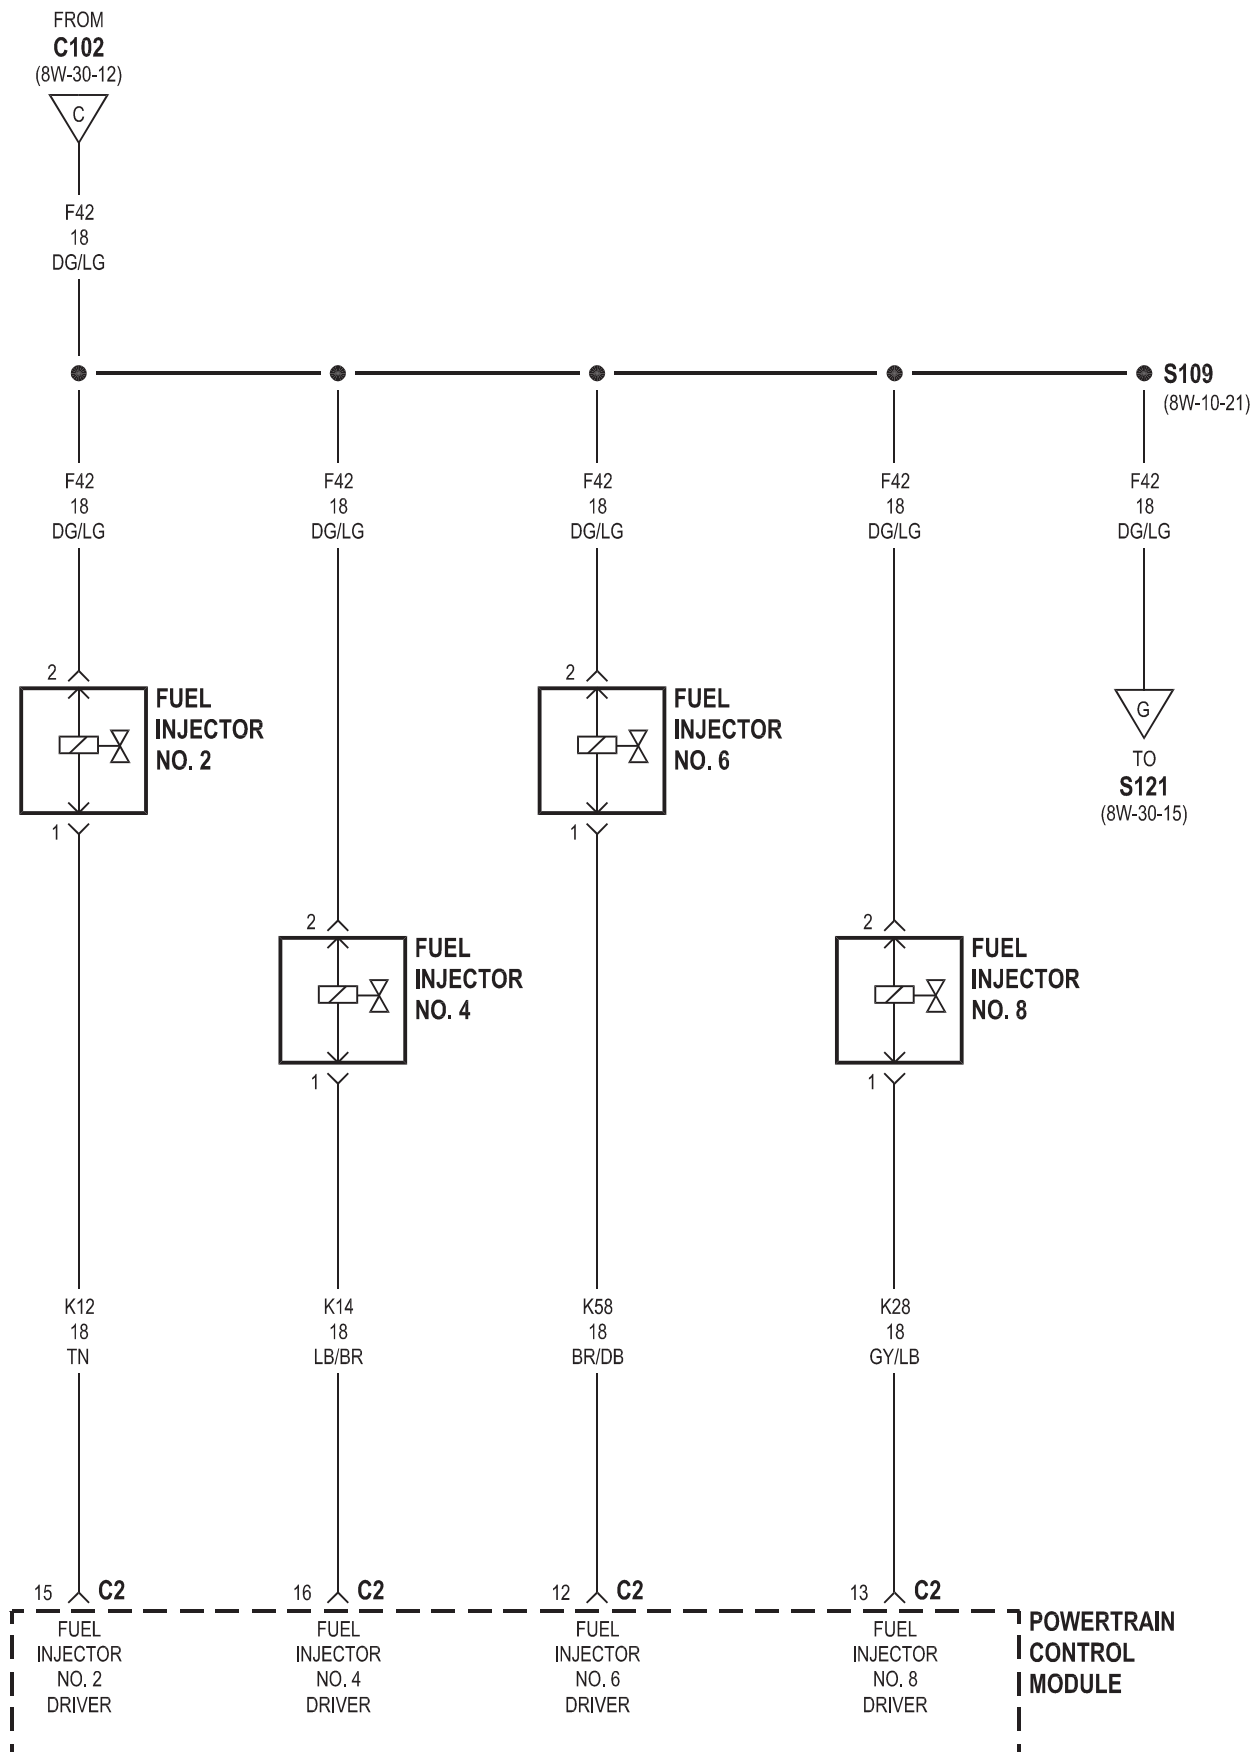 FROM
C102
(8W-30-12)
C
F42
18
DG/LG
S109
(8W-10-21)
F42
18
DG/LG
F42
18
DG/LG
F42
18
DG/LG
F42
18
DG/LG
F42
18
DG/LG
2
FUEL
INJECTOR
NO. 2
1
2
FUEL
INJECTOR
NO. 6
1
G
TO
S121
(8W-30-15)
2
FUEL
INJECTOR
NO. 4
1
2
FUEL
INJECTOR
NO. 8
1
K12
18
TN
K14
18
LB/BR
K58
18
BR/DB
K28
18
GY/LB
15 C2
16 C2
12 C2
13 C2
FUEL
INJECTOR
NO. 2
DRIVER
FUEL
INJECTOR
NO. 4
DRIVER
FUEL
INJECTOR
NO. 6
DRIVER
FUEL
INJECTOR
NO. 8
DRIVER
POWERTRAIN
CONTROL
MODULE